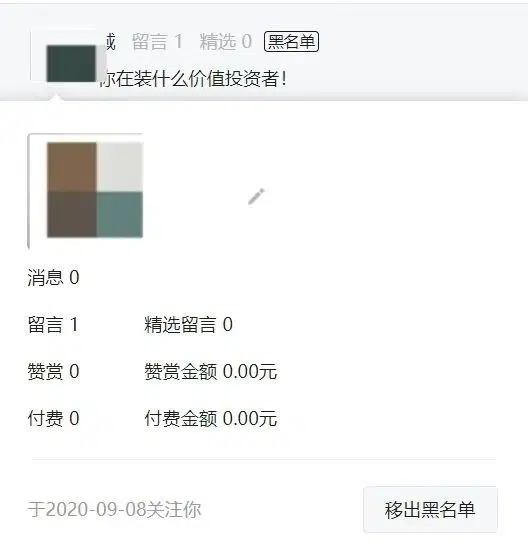 留言 1 精选 0 黑名单
你在装什么价值投资者！
消息 0
留言 1 精选留言 0
赞赏 0 赞赏金额 0.00元
付费 0 付费金额 0.00元
于2020-09-08关注你
移出黑名单